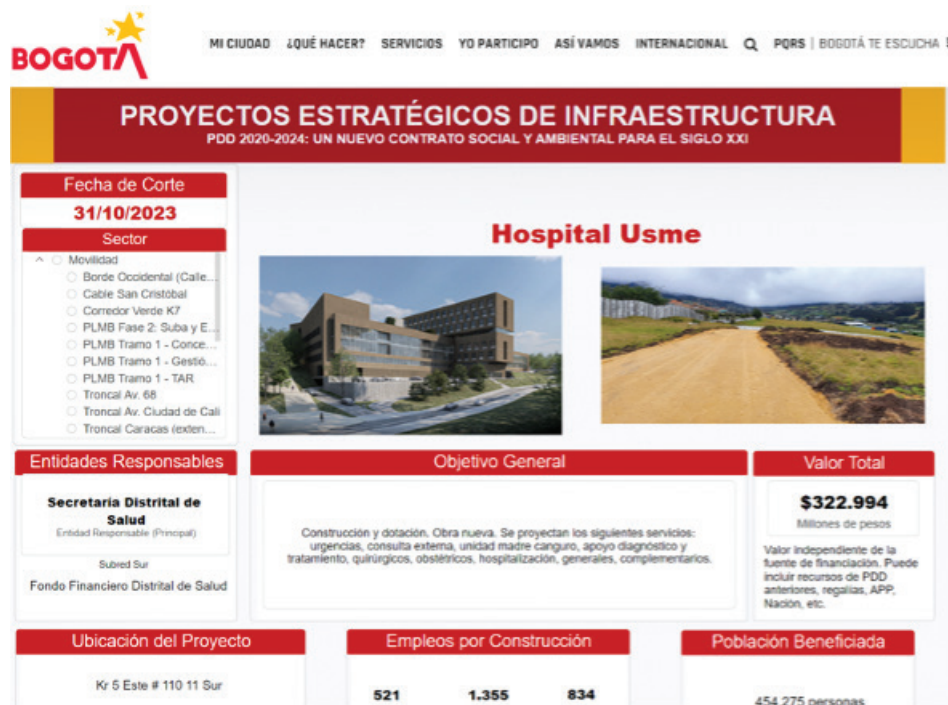 BOGOTÁ
MI CIUDAD ¿QUÉ HACER? SERVICIOS YO PARTICIPO ASÍ VAMOS INTERNACIONAL PQRS | BOGOTÁ TE ESCUCHA
PROYECTOS ESTRATÉGICOS DE INFRAESTRUCTURA
PDD 2020-2024: UN NUEVO CONTRATO SOCIAL Y AMBIENTAL PARA EL SIGLO XXI
Fecha de Corte
31/10/2023
Sector
Movilidad
Borde Occidental (Calle...
Cable San Cristóbal
Corredor Verde K7
PLMB Fase 2: Suba y E...
PLMB Tramo 1 - Conce...
PLMB Tramo 1 - Gestió...
PLMB Tramo 1 - TAR
Troncal Av. 68
Troncal Av. Ciudad de Cali
Troncal Caracas (exten...
Hospital Usme
Entidades Responsables
Secretaría Distrital de
Salud
Entidad Responsable (Principal)
Subred Sur
Fondo Financiero Distrital de Salud
Objetivo General
Construcción y dotación. Obra nueva. Se proyectan los siguientes servicios:
urgencias, consulta externa, unidad madre canguro, apoyo diagnóstico y
tratamiento, quirúrgicos, obstétricos, hospitalización, generales, complementarios.
Valor Total
$322.994
Millones de pesos
Valor independiente de la
fuente de financiación. Puede
incluir recursos de PDD
anteriores, regalías, APP,
Nación, etc.
Ubicación del Proyecto
Kr 5 Este # 110 11 Sur
Empleos por Construcción
521 1.355 834
Población Beneficiada
454.275 personas